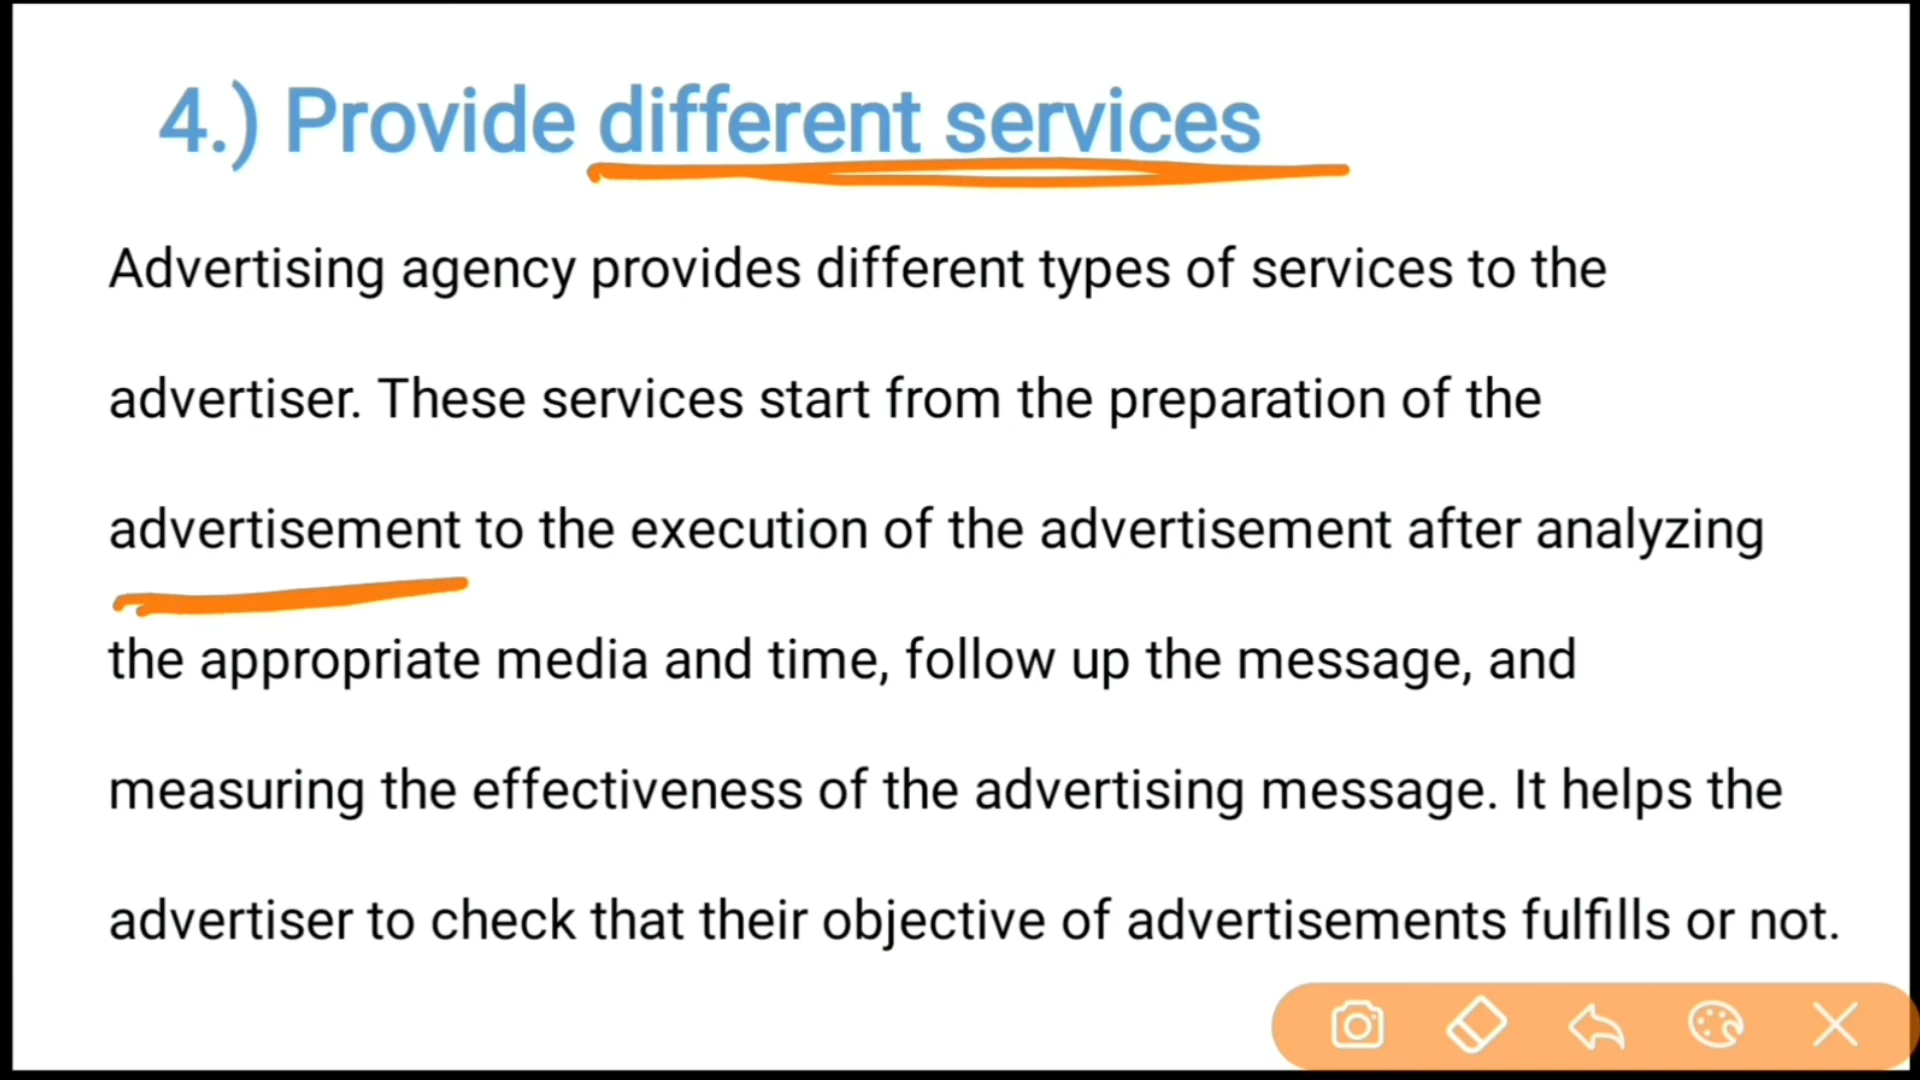 4.) Provide different services
Advertising agency provides different types of services to the
advertiser. These services start from the preparation of the
advertisement to the execution of the advertisement after analyzing
the appropriate media and time, follow up the message, and
measuring the effectiveness of the advertising message. It helps the
advertiser to check that their objective of advertisements fulfills or not.